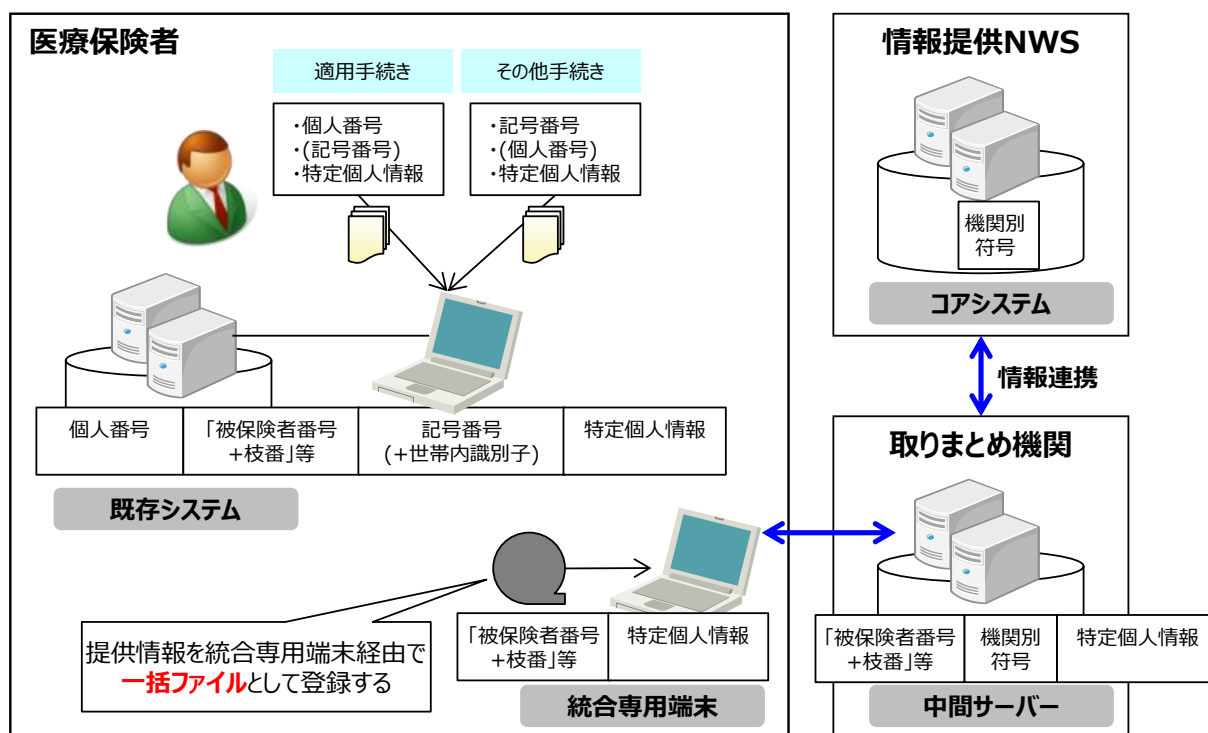 医療保険者
適用手続き
・個人番号
・(記号番号)
・特定個人情報
その他手続き
・記号番号
・(個人番号)
・特定個人情報
個人番号
「被保険者番号
+枝番」等
記号番号
(+世帯内識別子)
特定個人情報
既存システム
提供情報を統合専用端末経由で
一括ファイルとして登録する
「被保険者番号
+枝番」等
特定個人情報
統合専用端末
情報提供NWS
機関別
符号
コアシステム
情報連携
取りまとめ機関
「被保険者番号
+枝番」等
機関別
符号
特定個人情報
中間サーバー